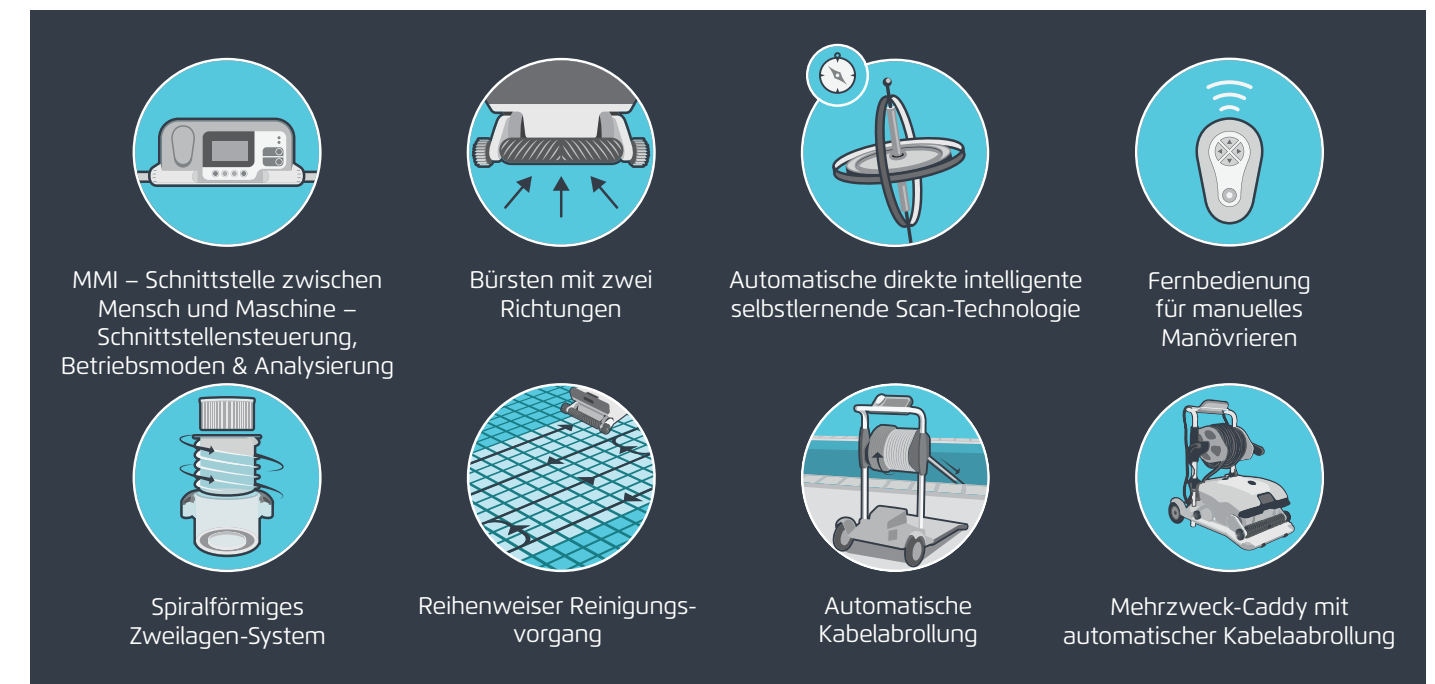 MMI – Schnittstelle zwischen
Mensch und Maschine –
Schnittstellensteuerung,
Betriebsmoden & Analysierung
Bürsten mit zwei
Richtungen
Automatische direkte intelligente
selbstlernende Scan-Technologie
Fernbedienung
für manuelles
Manövrieren
Spiralförmiges
Zweilagen-System
Reihenweiser Reinigungs-
vorgang
Automatische
Kabelabrollung
Mehrzweck-Caddy mit
automatischer Kabelaabrollung